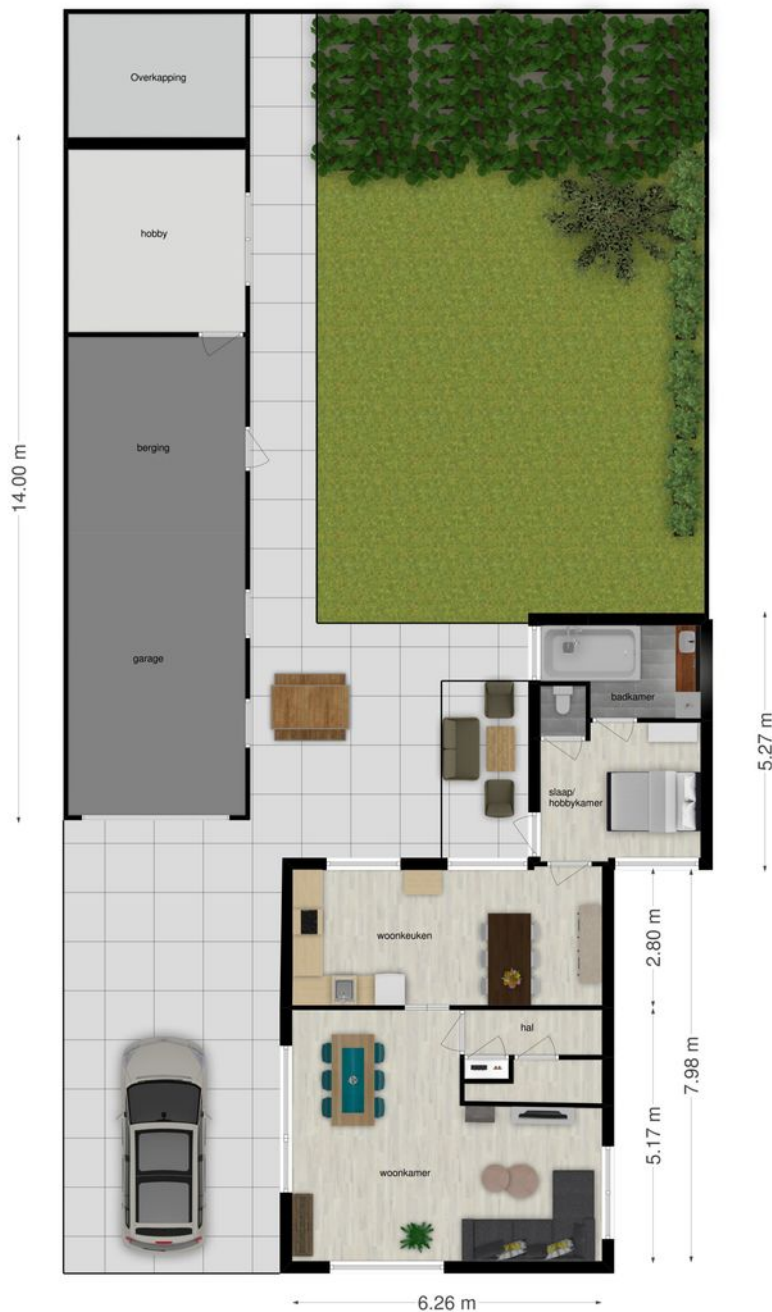 Overkapping
hobby
14.00 m
berging
garage
badkamer
5.27 m
slaap/
hobbykamer
woonkeuken
2.80 m
hal
7.98 m
5.17 m
woonkamer
6.26 m